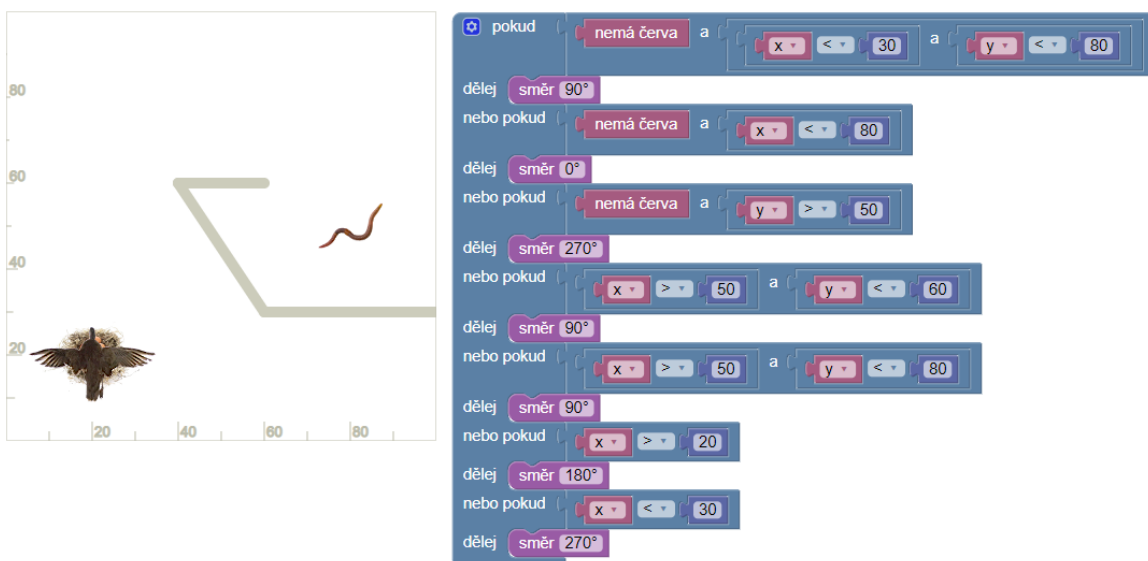 80
60
40
20
20 40 60 80
pokud nemá červa a x < 30 a y < 80
dělej směr 90°
nebo pokud nemá červa a x < 80
dělej směr 0°
nebo pokud nemá červa a y > 50
dělej směr 270°
nebo pokud x > 50 a y < 60
dělej směr 90°
nebo pokud x > 50 a y < 80
dělej směr 90°
nebo pokud x > 20
dělej směr 180°
nebo pokud x < 30
dělej směr 270°